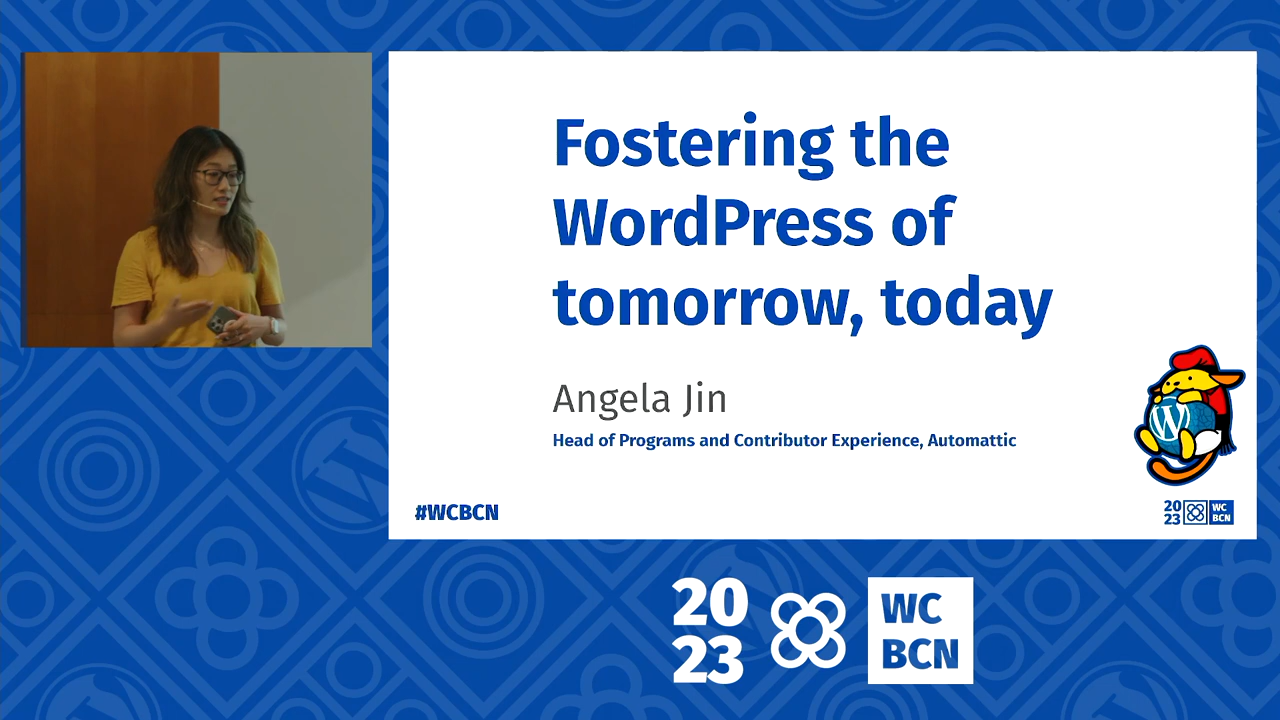 Fostering the
WordPress of
tomorrow, today
Angela Jin
Head of Programs and Contributor Experience, Automattic
#WCBCN
20
23
WC
BCN
20
23
WC
BCN